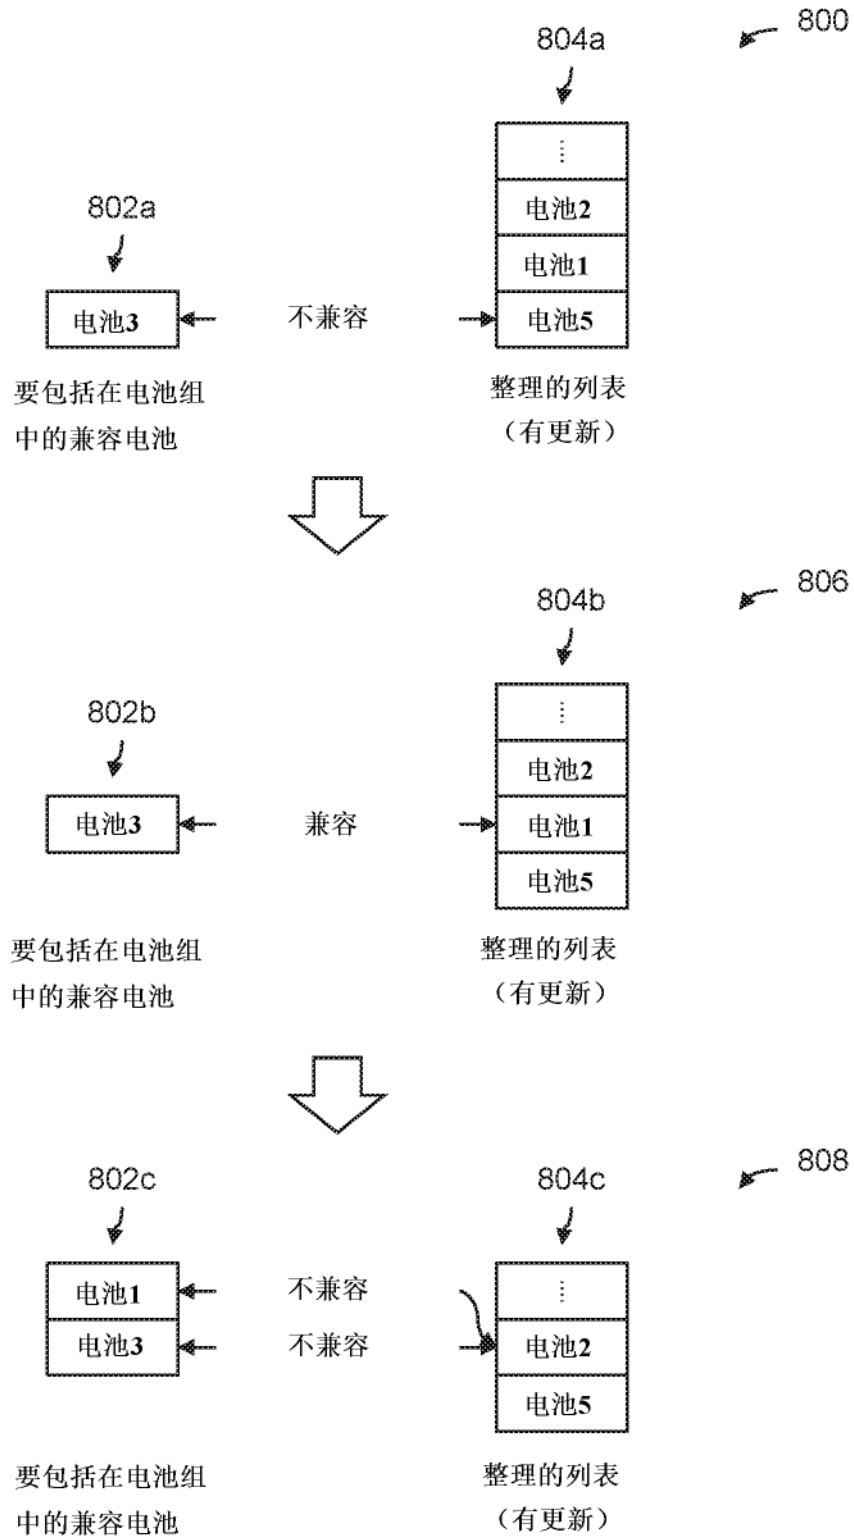 800
804a
⋮
电池2
802a
电池1
电池3
不兼容
电池5
要包括在电池组
中的兼容电池
整理的列表
（有更新）
806
804b
⋮
802b
电池2
电池3
兼容
电池1
电池5
要包括在电池组
中的兼容电池
整理的列表
（有更新）
808
802c
804c
电池1
不兼容
⋮
电池3
不兼容
电池2
电池5
要包括在电池组
中的兼容电池
整理的列表
（有更新）